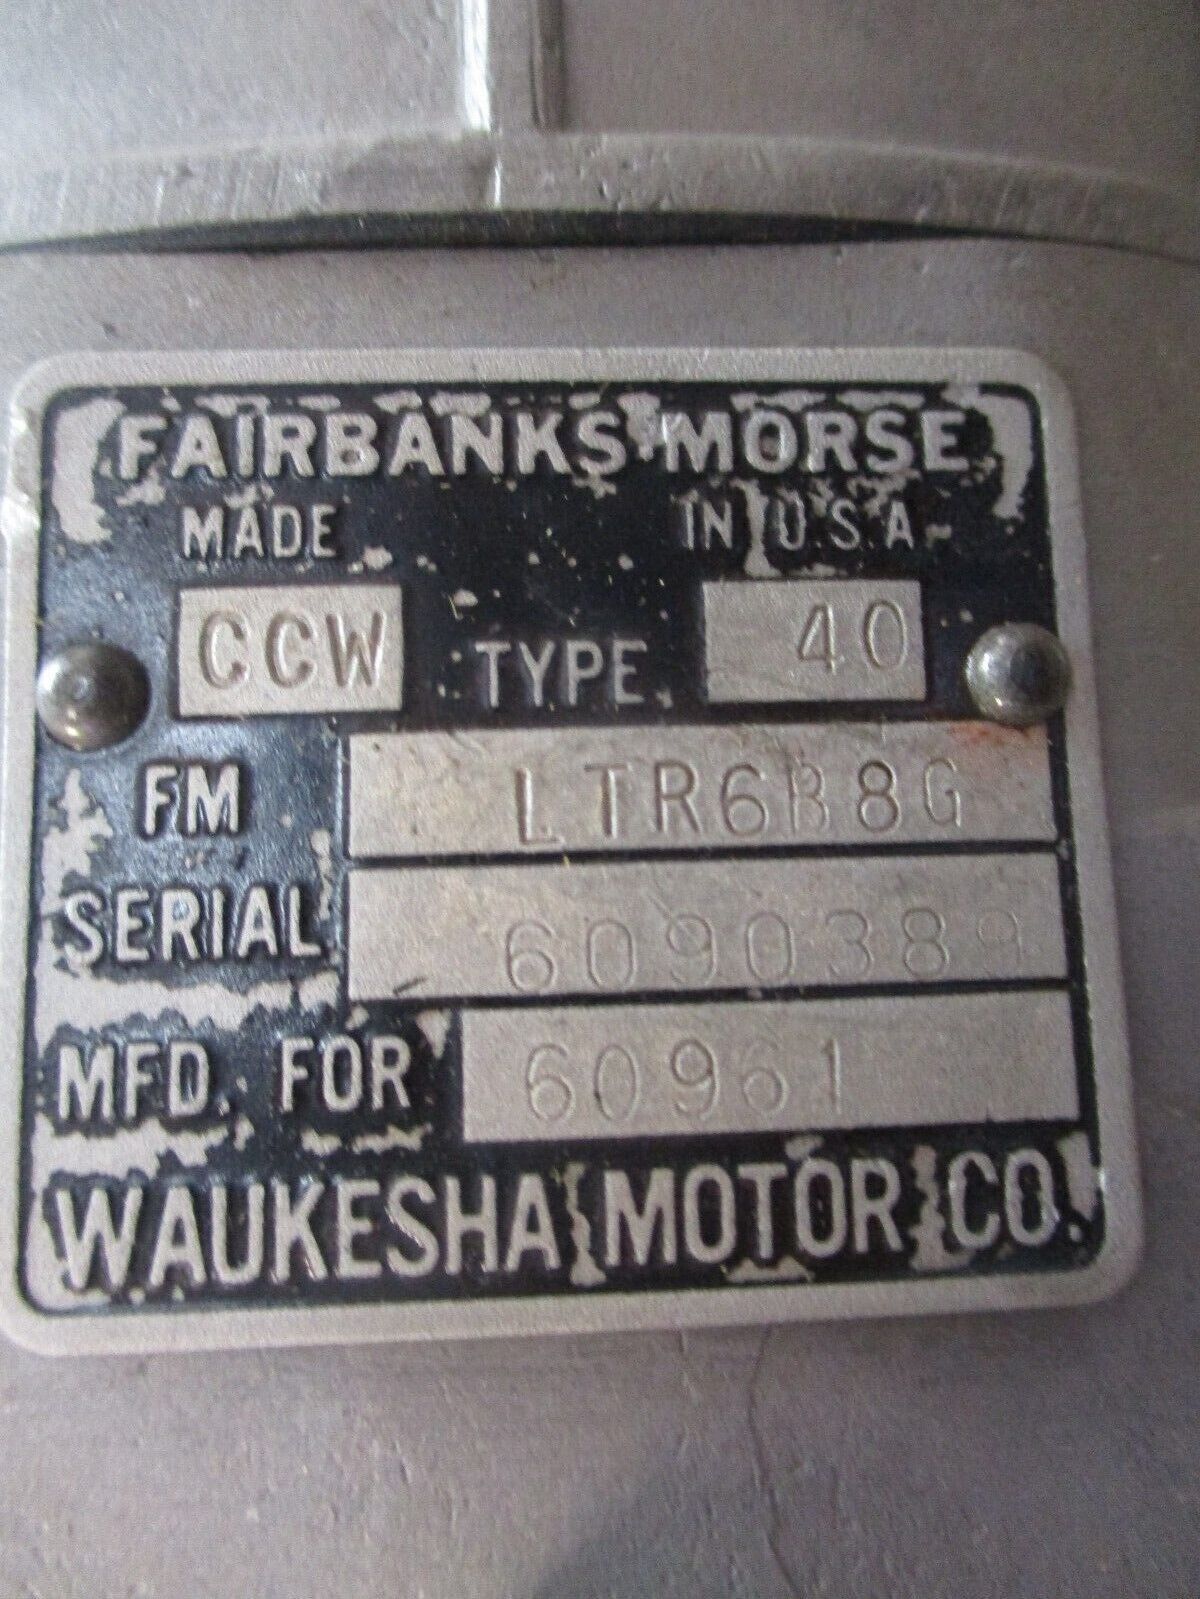 FAIRBANKS MORSE
MADE IN U.S.A.
CCW TYPE 40
FM LTR6B8G
SERIAL 6090389
MFD. FOR 60961
WAUKESHA MOTOR CO.